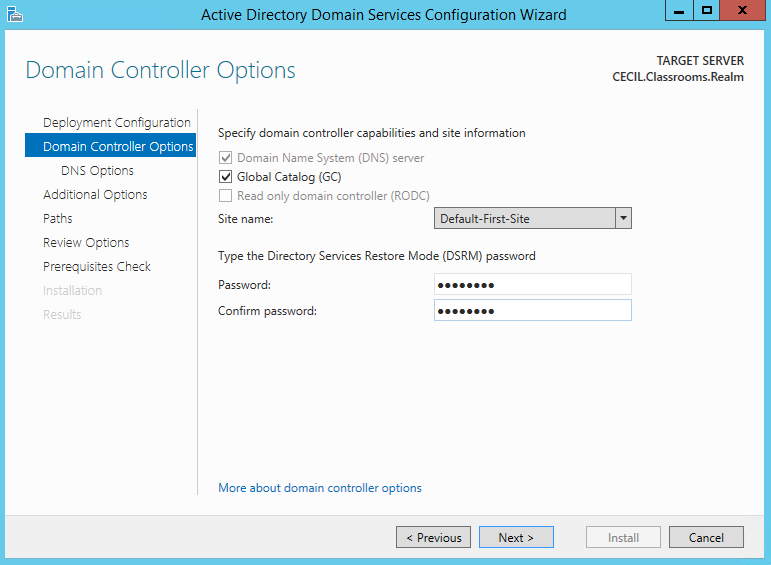 Active Directory Domain Services Configuration Wizard
Domain Controller Options
TARGET SERVER
CECIL.Classrooms.Realm
Deployment Configuration
Domain Controller Options
DNS Options
Additional Options
Paths
Review Options
Prerequisites Check
Installation
Results
Specify domain controller capabilities and site information
Domain Name System (DNS) server
Global Catalog (GC)
Read only domain controller (RODC)
Site name: Default-First-Site
Type the Directory Services Restore Mode (DSRM) password
Password: ●●●●●●●●
Confirm password: ●●●●●●●●
More about domain controller options
< Previous Next > Install Cancel